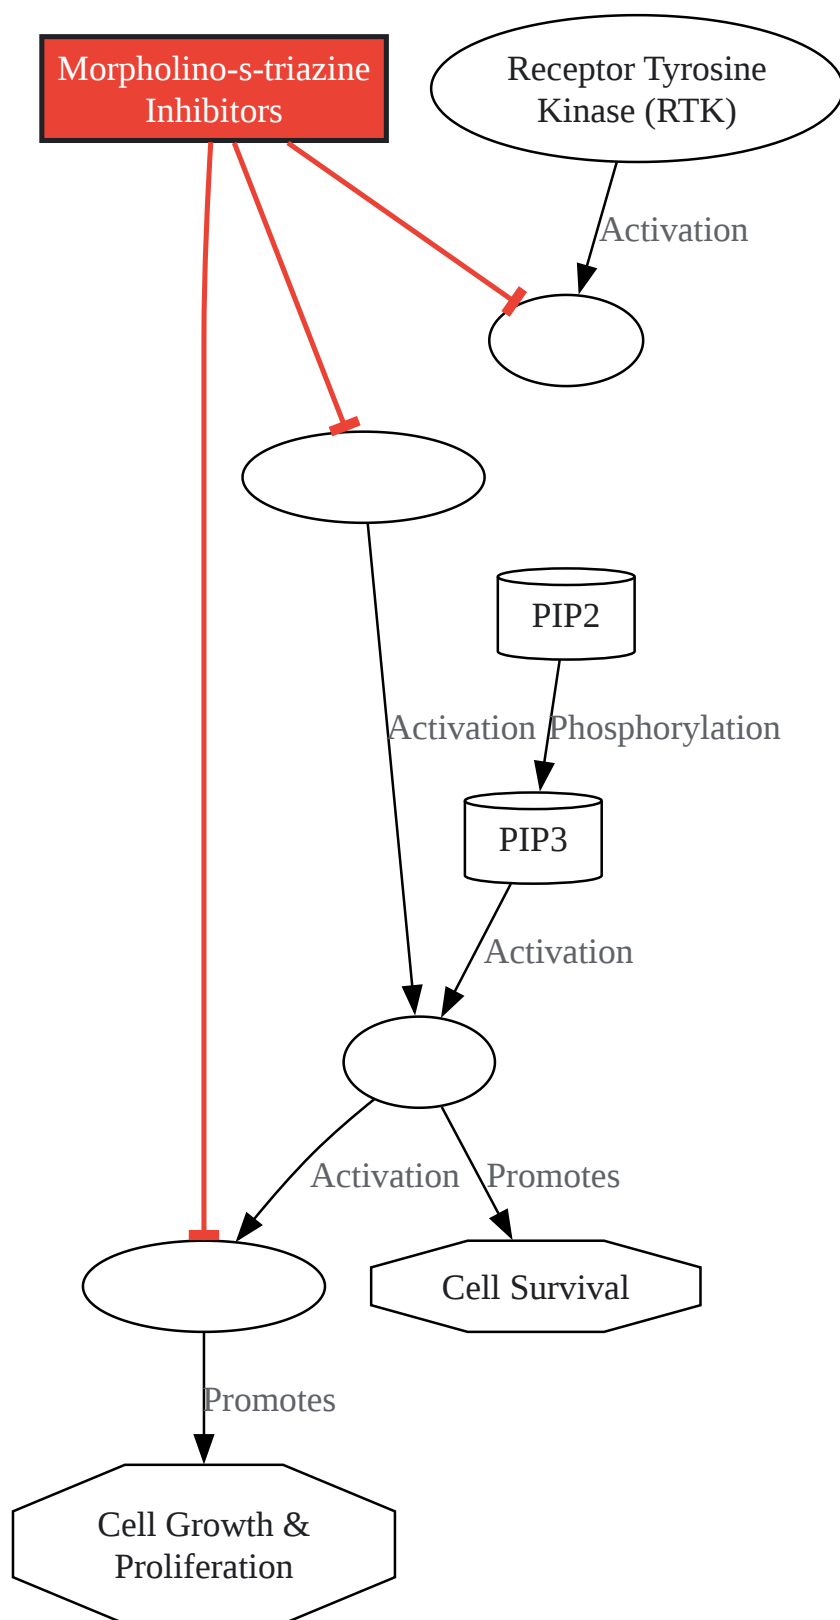 Morpholino-s-triazine
Inhibitors
Receptor Tyrosine
Kinase (RTK)
Activation
PIP2
Activation
Phosphorylation
PIP3
Activation
Activation
Promotes
Cell Survival
Promotes
Cell Growth &
Proliferation